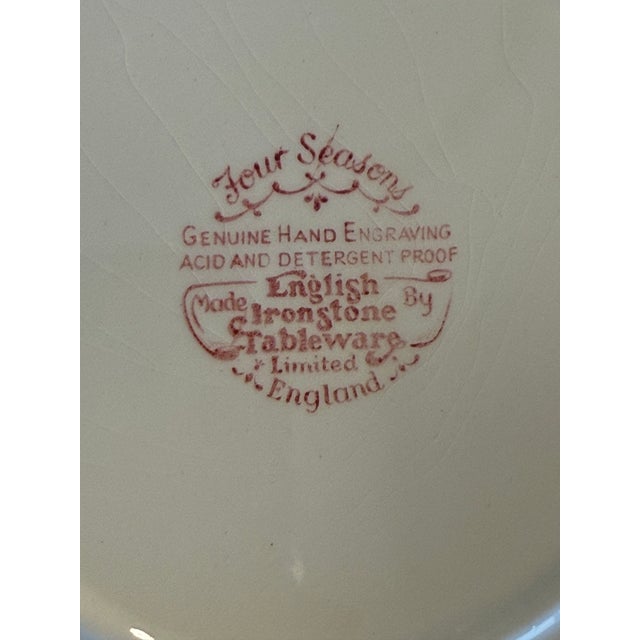 Four Seasons
GENUINE HAND ENGRAVING
ACID AND DETERGENT PROOF
Made English By
Ironstone
Tableware
Limited
England